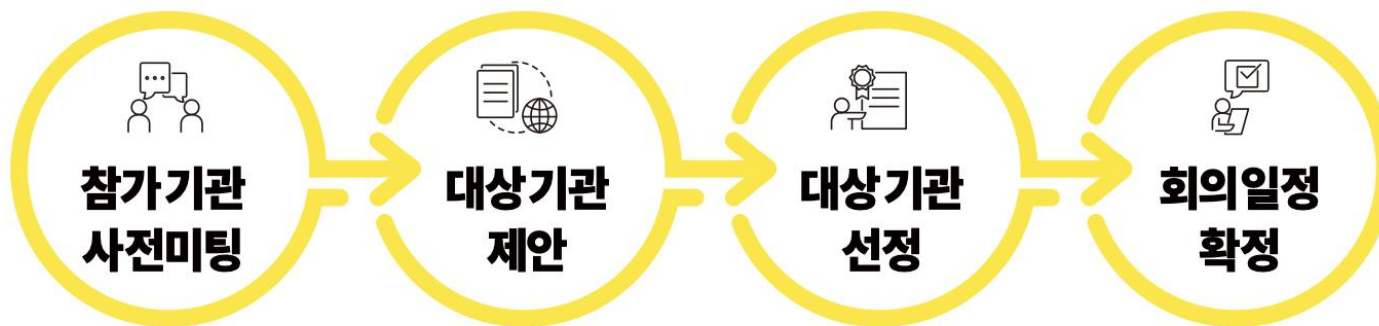 참가기관
사전미팅
대상기관
제안
대상기관
선정
회의일정
확정